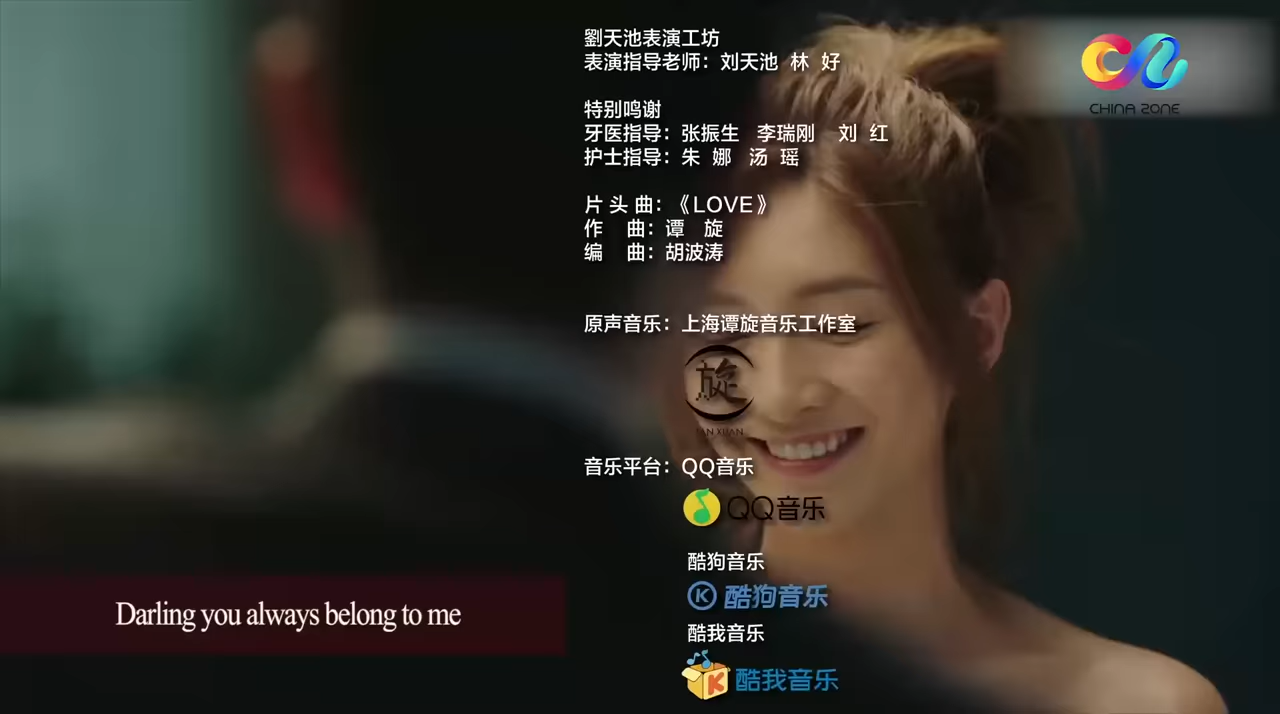 劉天池表演工坊
表演指导老师：刘天池 林 好
CHINA ZONE
特别鸣谢
牙医指导：张振生 李瑞刚 刘 红
护士指导：朱 娜 汤 瑶
片 头 曲：《LOVE》
作 曲：谭 旋
编 曲：胡波涛
原声音乐：上海谭旋音乐工作室
旋
TAN XUAN
音乐平台：QQ音乐
QQ音乐
酷狗音乐
K 酷狗音乐
酷我音乐
K 酷我音乐
Darling you always belong to me